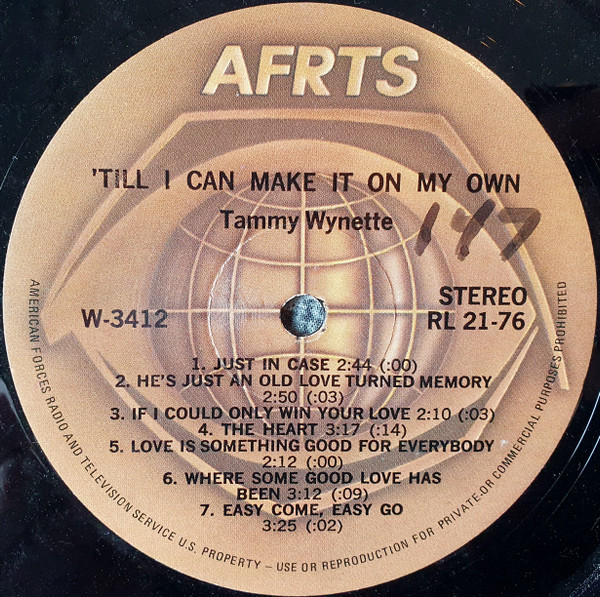 AFRTS
'TILL I CAN MAKE IT ON MY OWN
Tammy Wynette
147
W-3412
STEREO
RL 21-76
1. JUST IN CASE 2:44 (:00)
2. HE'S JUST AN OLD LOVE TURNED MEMORY
2:50 (:03)
3. IF I COULD ONLY WIN YOUR LOVE 2:10 (:03)
4. THE HEART 3:17 (:14)
5. LOVE IS SOMETHING GOOD FOR EVERYBODY
2:12 (:00)
6. WHERE SOME GOOD LOVE HAS
BEEN 3:12 (:09)
7. EASY COME, EASY GO
3:25 (:02)
AMERICAN FORCES RADIO AND TELEVISION SERVICE U.S. PROPERTY – USE OR REPRODUCTION FOR PRIVATE OR COMMERCIAL PURPOSES PROHIBITED